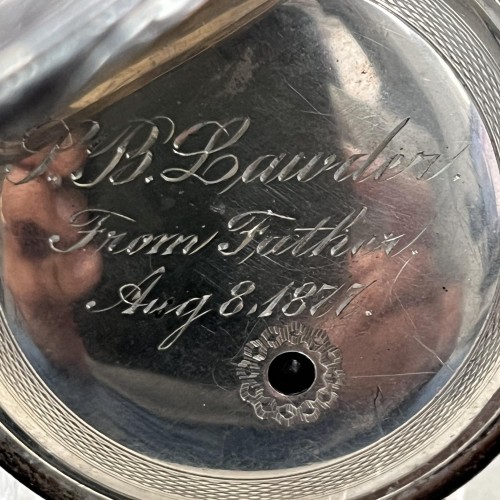 S. B. Lawder.
From Father.
Aug 8. 1877